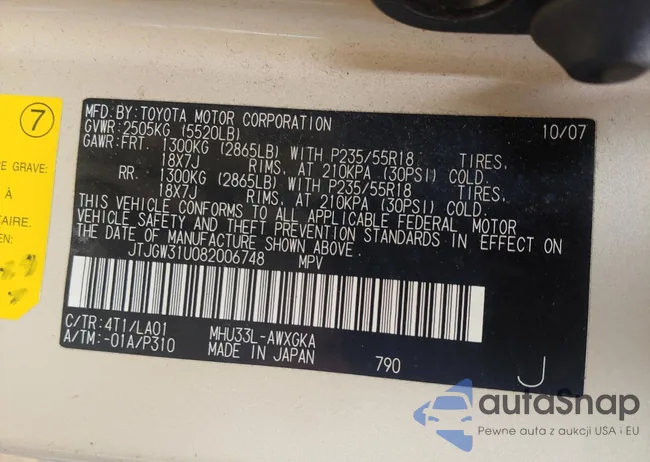 7
E GRAVE:
À
AIRE.
MFD. BY: TOYOTA MOTOR CORPORATION 10/07
GVWR: 2505KG (5520LB)
GAWR: FRT. 1300KG (2865LB) WITH P235/55R18 TIRES,
18X7J RIMS, AT 210KPA (30PSI) COLD.
RR. 1300KG (2865LB) WITH P235/55R18 TIRES,
18X7J RIMS, AT 210KPA (30PSI) COLD.
THIS VEHICLE CONFORMS TO ALL APPLICABLE FEDERAL MOTOR
VEHICLE SAFETY AND THEFT PREVENTION STANDARDS IN EFFECT ON
THE DATE OF MANUFACTURE SHOWN ABOVE.
JTJGW31U082006748 MPV
C/TR: 4T1/LA01 MHU33L-AWXGKA
A/TM: -01A/P310 MADE IN JAPAN 790 J
autaSnap
Pewne auta z aukcji USA i EU